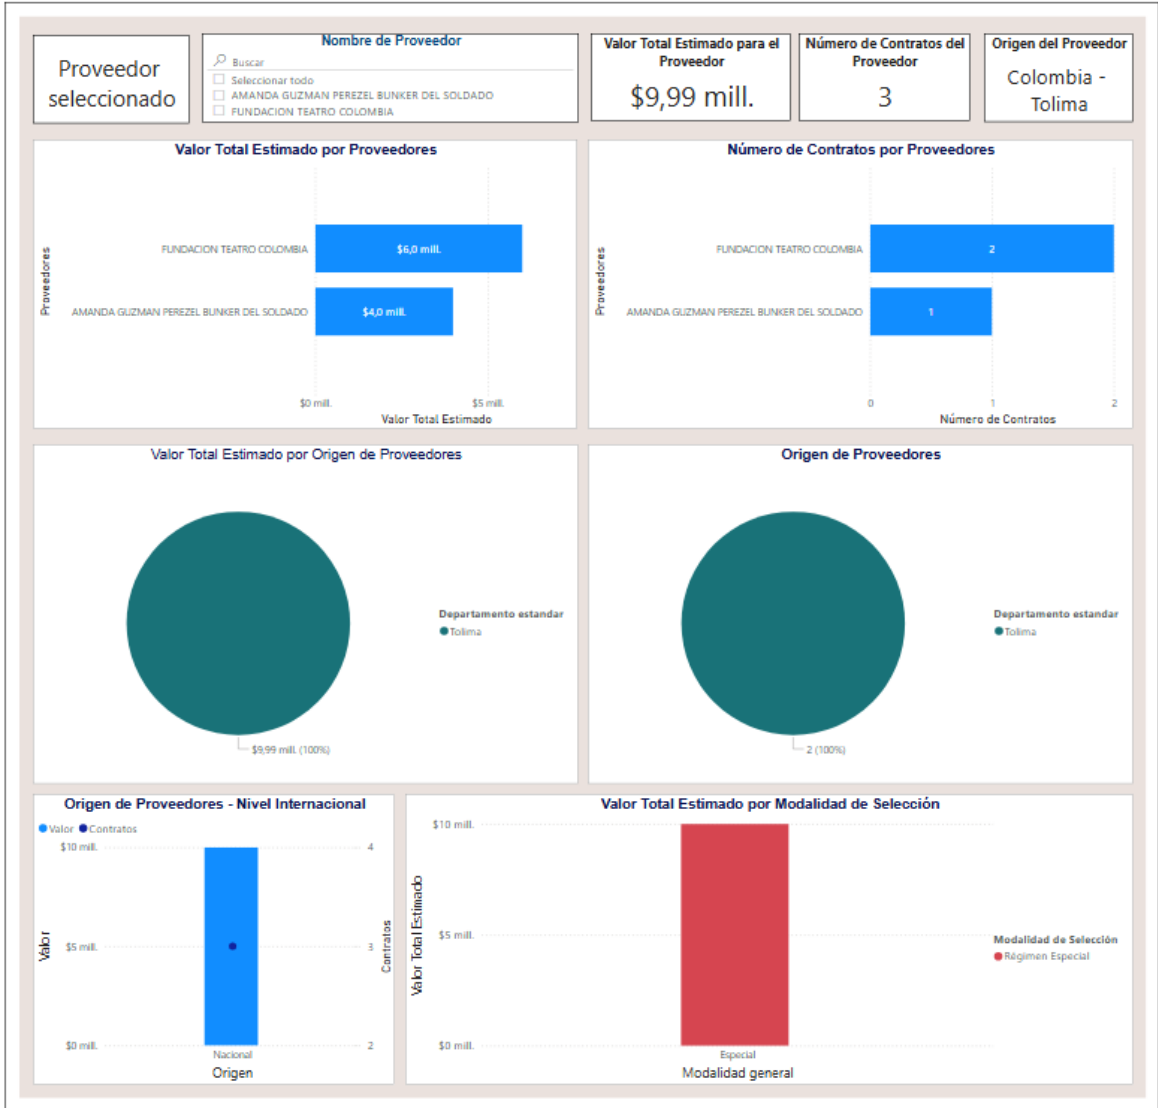 Proveedor
seleccionado
Nombre de Proveedor
Buscar
Seleccionar todo
AMANDA GUZMAN PEREZEL BUNKER DEL SOLDADO
FUNDACION TEATRO COLOMBIA
Valor Total Estimado para el
Proveedor
$9,99 mill.
Número de Contratos del
Proveedor
3
Origen del Proveedor
Colombia -
Tolima
Valor Total Estimado por Proveedores
Proveedores
FUNDACION TEATRO COLOMBIA
$6,0 mill.
AMANDA GUZMAN PEREZEL BUNKER DEL SOLDADO
$4,0 mill.
$0 mill.
$5 mill.
Valor Total Estimado
Número de Contratos por Proveedores
Proveedores
FUNDACION TEATRO COLOMBIA
2
AMANDA GUZMAN PEREZEL BUNKER DEL SOLDADO
1
0
1
2
Número de Contratos
Valor Total Estimado por Origen de Proveedores
Departamento estandar
Tolima
$9,99 mill. (100%)
Origen de Proveedores
Departamento estandar
Tolima
2 (100%)
Origen de Proveedores - Nivel Internacional
Valor
Contratos
$10 mill.
4
$5 mill.
3
$0 mill.
2
Valor
Contratos
Nacional
Origen
Valor Total Estimado por Modalidad de Selección
$10 mill.
$5 mill.
$0 mill.
Valor Total Estimado
Modalidad de Selección
Régimen Especial
Especial
Modalidad general